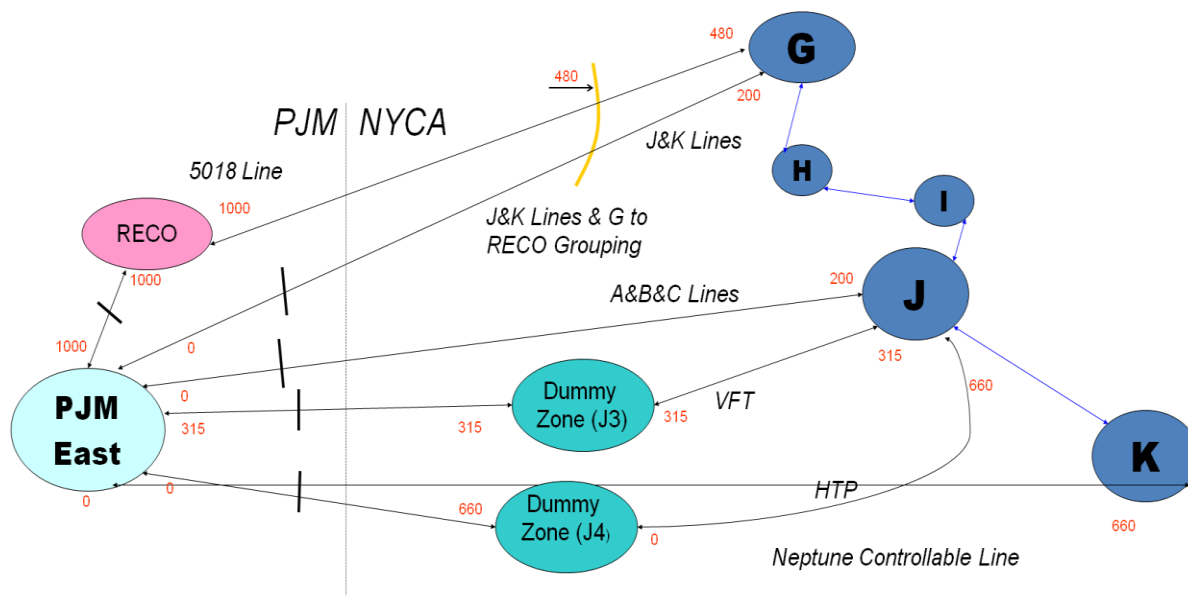 480
G
480
200
PJM NYCA
J&K Lines
5018 Line
H
I
1000
RECO
J&K Lines & G to
RECO Grouping
1000
200
A&B&C Lines
J
1000
0
315
0
Dummy
Zone (J3)
VFT
660
PJM
East
315
315
315
K
0
0
HTP
660
Dummy
Zone (J4)
0
660
Neptune Controllable Line